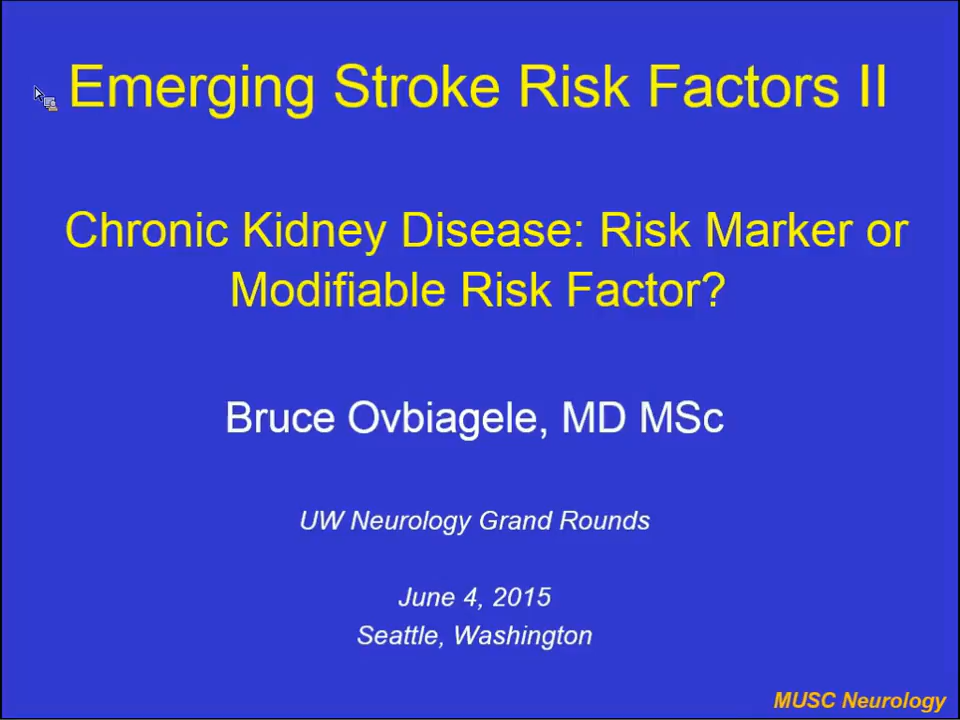 Emerging Stroke Risk Factors II
Chronic Kidney Disease: Risk Marker or
Modifiable Risk Factor?
Bruce Ovbiagele, MD MSc
UW Neurology Grand Rounds
June 4, 2015
Seattle, Washington
MUSC Neurology